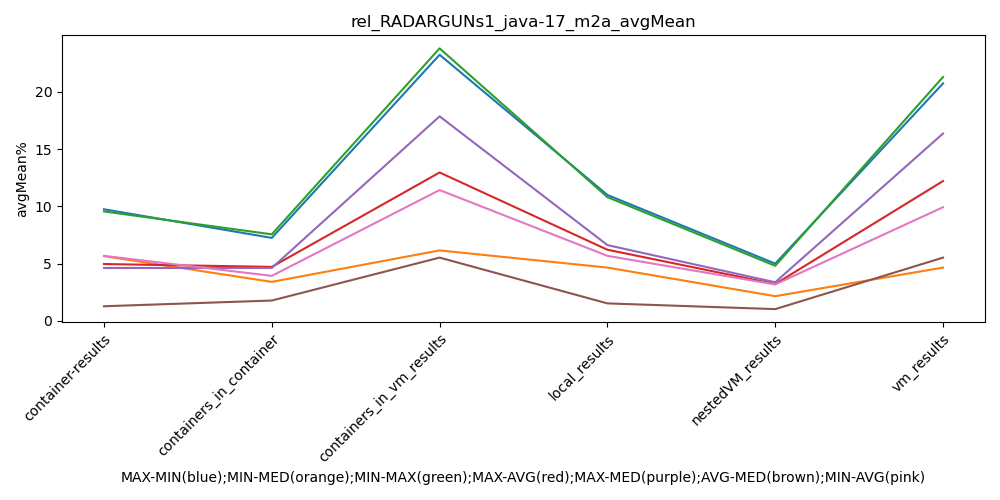 rel_RADARGUNs1_java-17_m2a_avgMean
avgMean%
20
15
10
5
0
container-results
containers_in_container
containers_in_vm_results
local_results
nestedVM_results
vm_results
MAX-MIN(blue);MIN-MED(orange);MIN-MAX(green);MAX-AVG(red);MAX-MED(purple);AVG-MED(brown);MIN-AVG(pink)